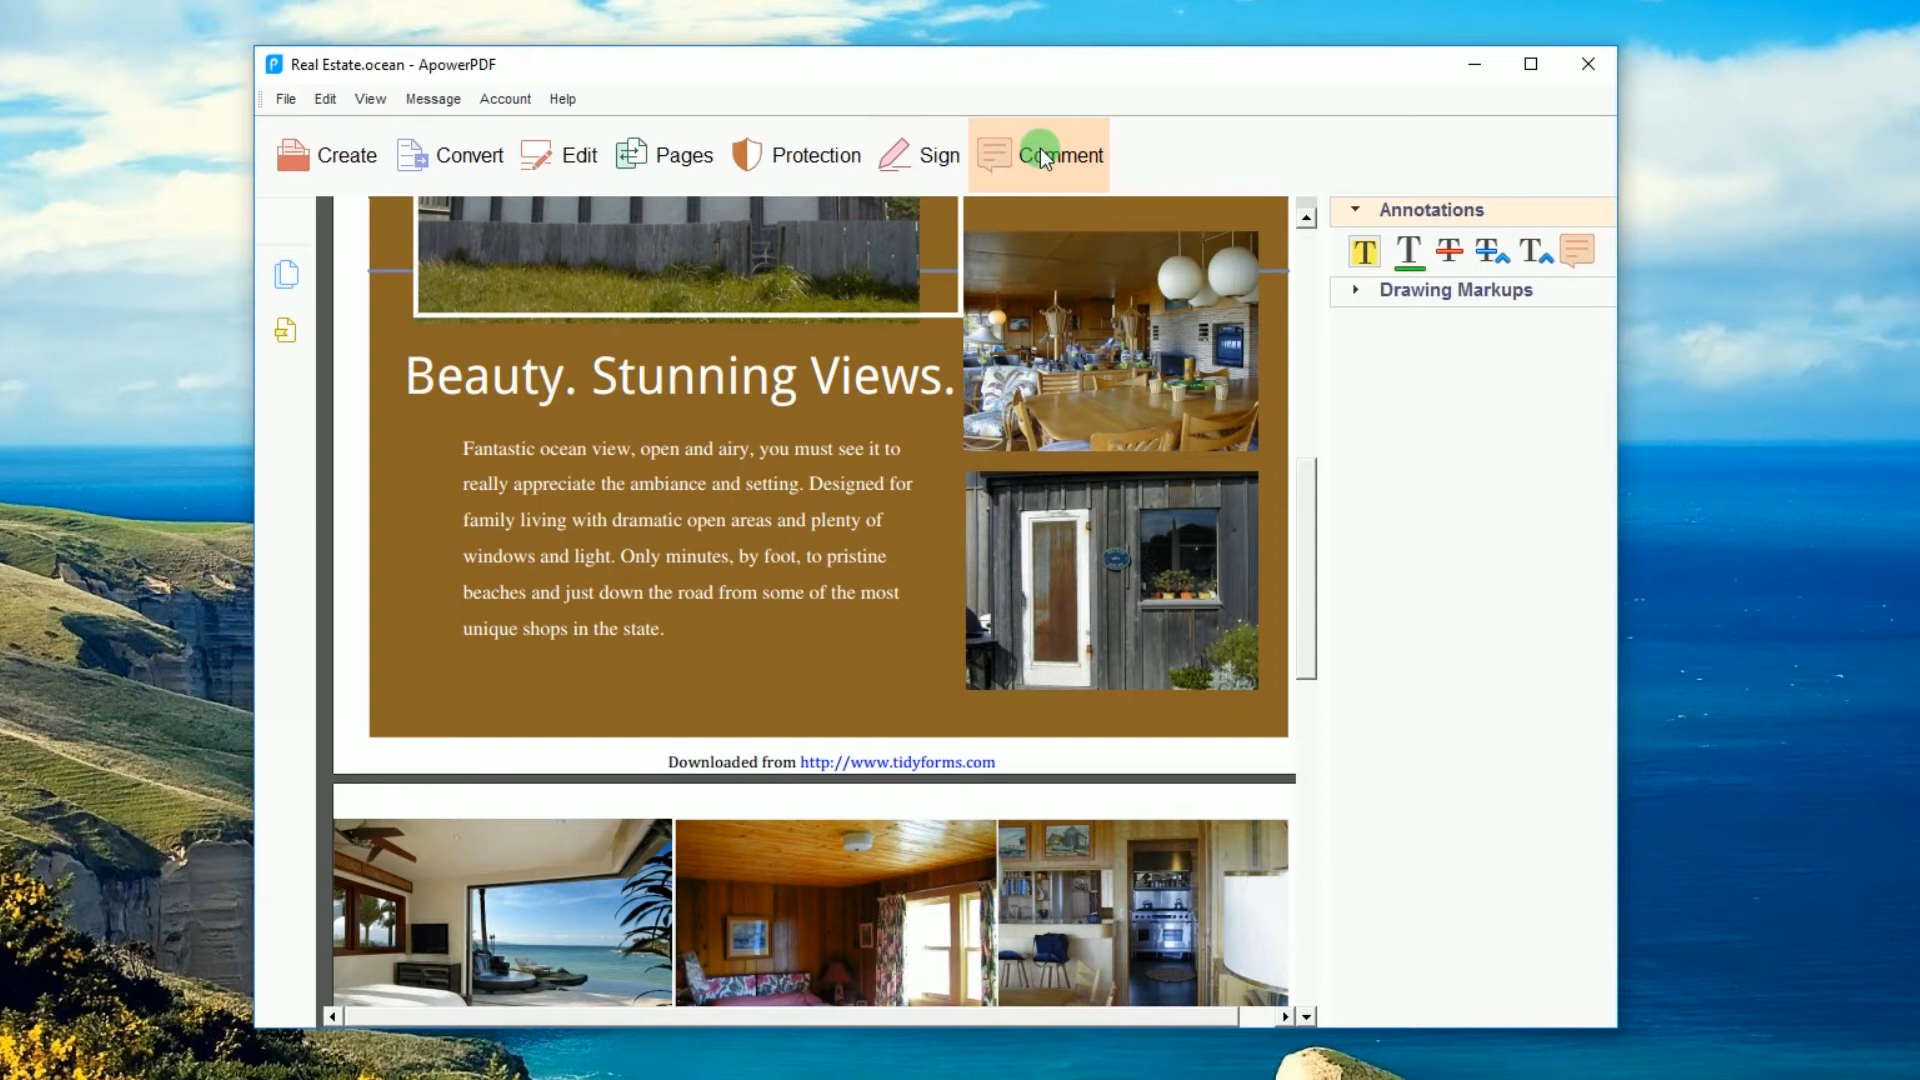 Real Estate.ocean - ApowerPDF
File Edit View Message Account Help
Create Convert Edit Pages Protection Sign Comment
Annotations
T T T T T
Drawing Markups
Beauty. Stunning Views.
Fantastic ocean view, open and airy, you must see it to
really appreciate the ambiance and setting. Designed for
family living with dramatic open areas and plenty of
windows and light. Only minutes, by foot, to pristine
beaches and just down the road from some of the most
unique shops in the state.
Downloaded from http://www.tidyforms.com